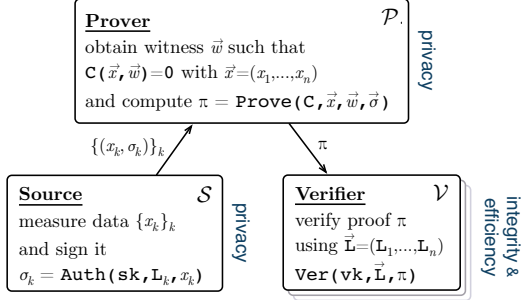 Prover 𝒫.
obtain witness w⃗ such that
C(x⃗,w⃗)=0 with x⃗=(x₁,...,xₙ)
and compute π = Prove(C,x⃗,w⃗,σ⃗)
privacy
{(xₖ, σₖ)}ₖ
π
Source 𝒮
measure data {xₖ}ₖ
and sign it
σₖ = Auth(sk,Lₖ,xₖ)
privacy
Verifier 𝒱
verify proof π
using L⃗=(L₁,...,Lₙ)
Ver(vk,L⃗,π)
integrity &
efficiency